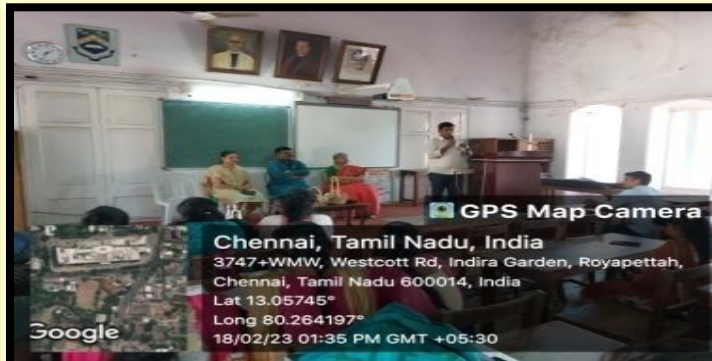 GPS Map Camera
Chennai, Tamil Nadu, India
3747+WMW, Westcott Rd, Indira Garden, Royapettah,
Chennai, Tamil Nadu 600014, India
Lat 13.05745°
Long 80.264197°
18/02/23 01:35 PM GMT +05:30
Google